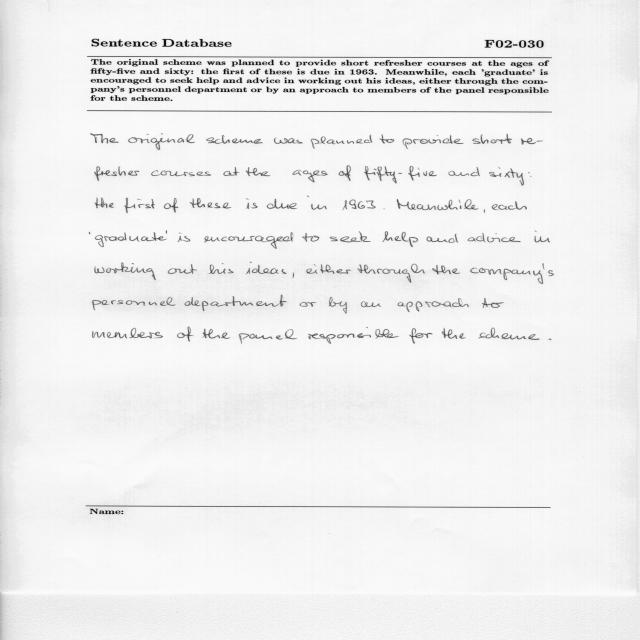 Sentence Database F02-030
The original scheme was planned to provide short refresher courses at the ages of
fifty-five and sixty: the first of these is due in 1963. Meanwhile, each 'graduate' is
encouraged to seek help and advice in working out his ideas, either through the com-
pany's personnel department or by an approach to members of the panel responsible
for the scheme.
The original scheme was planned to provide short re-
fresher courses at the ages of fifty-five and sixty:
the first of these is due in 1963. Meanwhile, each
'graduate' is encouraged to seek help and advice in
working out his ideas, either through the company's
personnel department or by an approach to
members of the panel responsible for the scheme.
Name: